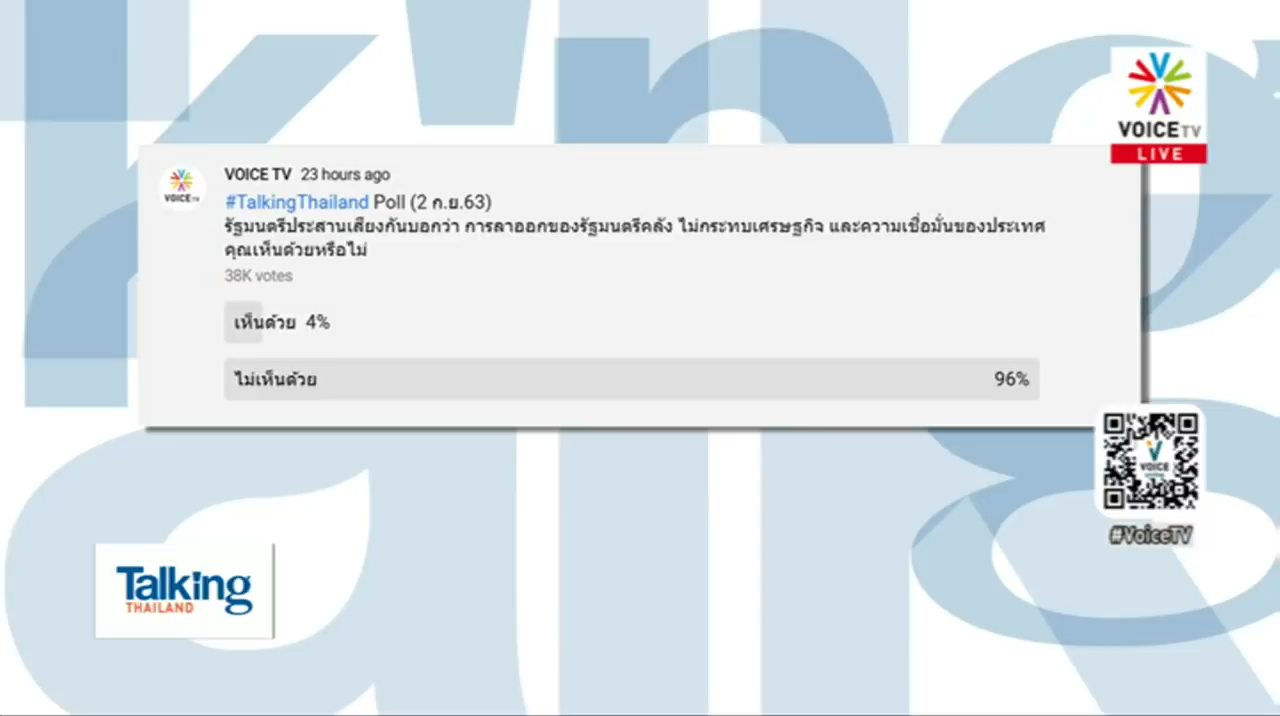 VOICE TV
LIVE
VOICE TV
VOICE TV 23 hours ago
#TalkingThailand Poll (2 ก.ย.63)
รัฐมนตรีประสานเสียงกันบอกว่า การลาออกของรัฐมนตรีคลัง ไม่กระทบเศรษฐกิจ และความเชื่อมั่นของประเทศ
คุณเห็นด้วยหรือไม่
38K votes
เห็นด้วย 4%
ไม่เห็นด้วย 96%
VOICE
#VoiceTV
Talking
THAILAND